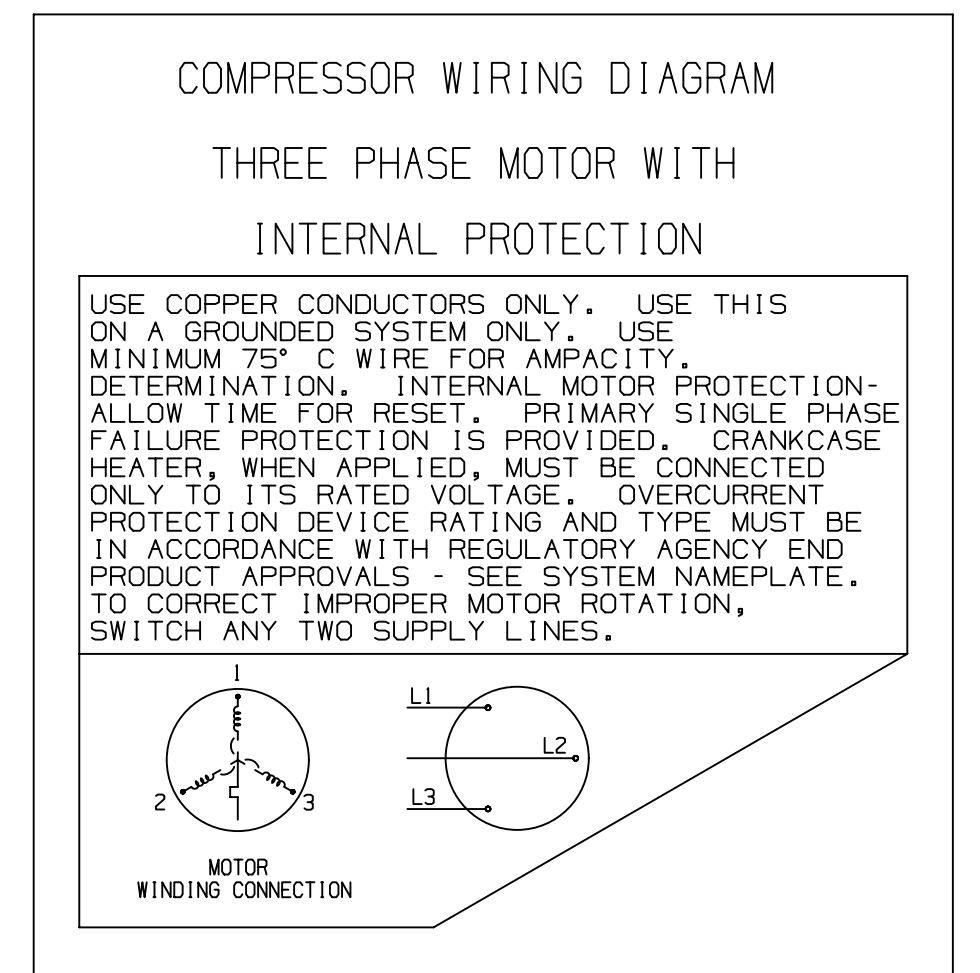 COMPRESSOR WIRING DIAGRAM
THREE PHASE MOTOR WITH
INTERNAL PROTECTION
USE COPPER CONDUCTORS ONLY. USE THIS
ON A GROUNDED SYSTEM ONLY. USE
MINIMUM 75° C WIRE FOR AMPACITY.
DETERMINATION. INTERNAL MOTOR PROTECTION-
ALLOW TIME FOR RESET. PRIMARY SINGLE PHASE
FAILURE PROTECTION IS PROVIDED. CRANKCASE
HEATER, WHEN APPLIED, MUST BE CONNECTED
ONLY TO ITS RATED VOLTAGE. OVERCURRENT
PROTECTION DEVICE RATING AND TYPE MUST BE
IN ACCORDANCE WITH REGULATORY AGENCY END
PRODUCT APPROVALS - SEE SYSTEM NAMEPLATE.
TO CORRECT IMPROPER MOTOR ROTATION,
SWITCH ANY TWO SUPPLY LINES.
1
2
3
MOTOR
WINDING CONNECTION
L1
L2
L3